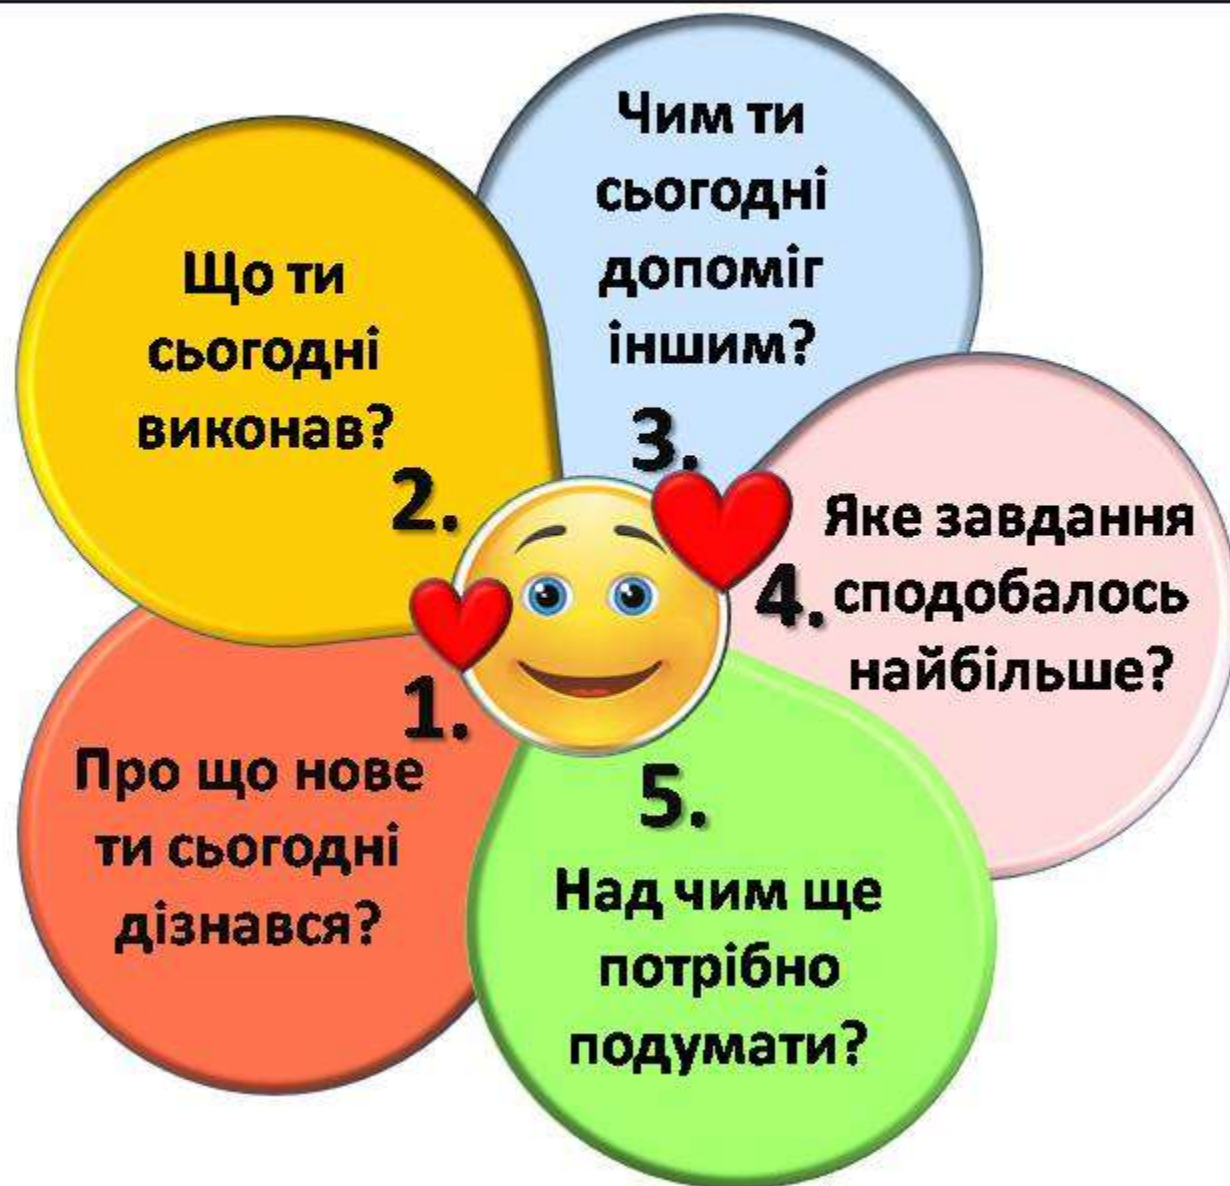 1.
Про що нове
ти сьогодні
дізнався?
2.
Що ти
сьогодні
виконав?
3.
Чим ти
сьогодні
допоміг
іншим?
4.
Яке завдання
сподобалось
найбільше?
5.
Над чим ще
потрібно
подумати?